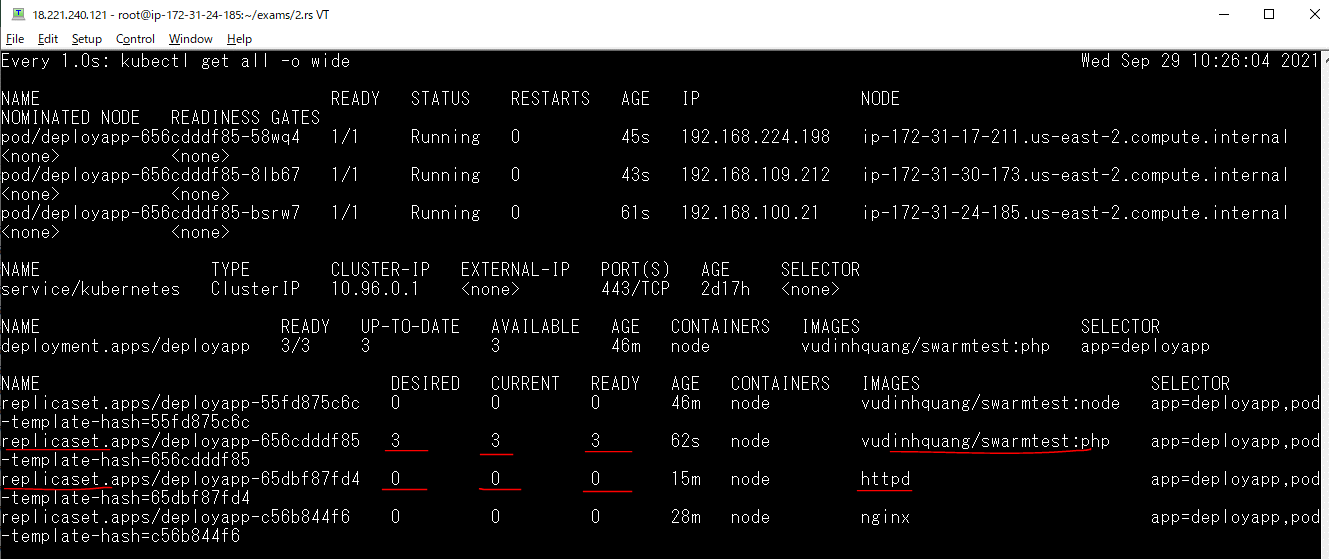 18.221.240.121 - root@ip-172-31-24-185:~/exams/2.rs VT
File Edit Setup Control Window Help
Every 1.0s: kubectl get all -o wide Wed Sep 29 10:26:04 2021
NAME READY STATUS RESTARTS AGE IP NODE
NOMINATED NODE READINESS GATES
pod/deployapp-656cdddf85-58wq4 1/1 Running 0 45s 192.168.224.198 ip-172-31-17-211.us-east-2.compute.internal
<none> <none>
pod/deployapp-656cdddf85-8lb67 1/1 Running 0 43s 192.168.109.212 ip-172-31-30-173.us-east-2.compute.internal
<none> <none>
pod/deployapp-656cdddf85-bsrw7 1/1 Running 0 61s 192.168.100.21 ip-172-31-24-185.us-east-2.compute.internal
<none> <none>
NAME TYPE CLUSTER-IP EXTERNAL-IP PORT(S) AGE SELECTOR
service/kubernetes ClusterIP 10.96.0.1 <none> 443/TCP 2d17h <none>
NAME READY UP-TO-DATE AVAILABLE AGE CONTAINERS IMAGES SELECTOR
deployment.apps/deployapp 3/3 3 3 46m node vudinhquang/swarmtest:php app=deployapp
NAME DESIRED CURRENT READY AGE CONTAINERS IMAGES SELECTOR
replicaset.apps/deployapp-55fd875c6c 0 0 0 46m node vudinhquang/swarmtest:node app=deployapp,pod
-template-hash=55fd875c6c
replicaset.apps/deployapp-656cdddf85 3 3 3 62s node vudinhquang/swarmtest:php app=deployapp,pod
-template-hash=656cdddf85
replicaset.apps/deployapp-65dbf87fd4 0 0 0 15m node httpd app=deployapp,pod
-template-hash=65dbf87fd4
replicaset.apps/deployapp-c56b844f6 0 0 0 28m node nginx app=deployapp,pod
-template-hash=c56b844f6